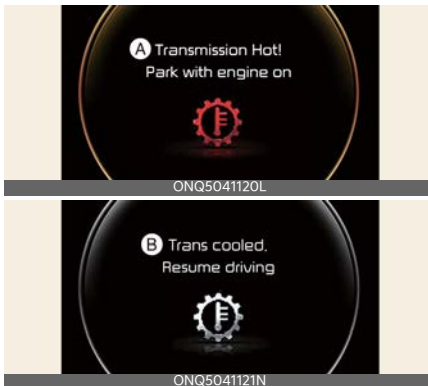 A Transmission Hot!
Park with engine on
ONQ5041120L
B Trans cooled.
Resume driving
ONQ5041121N